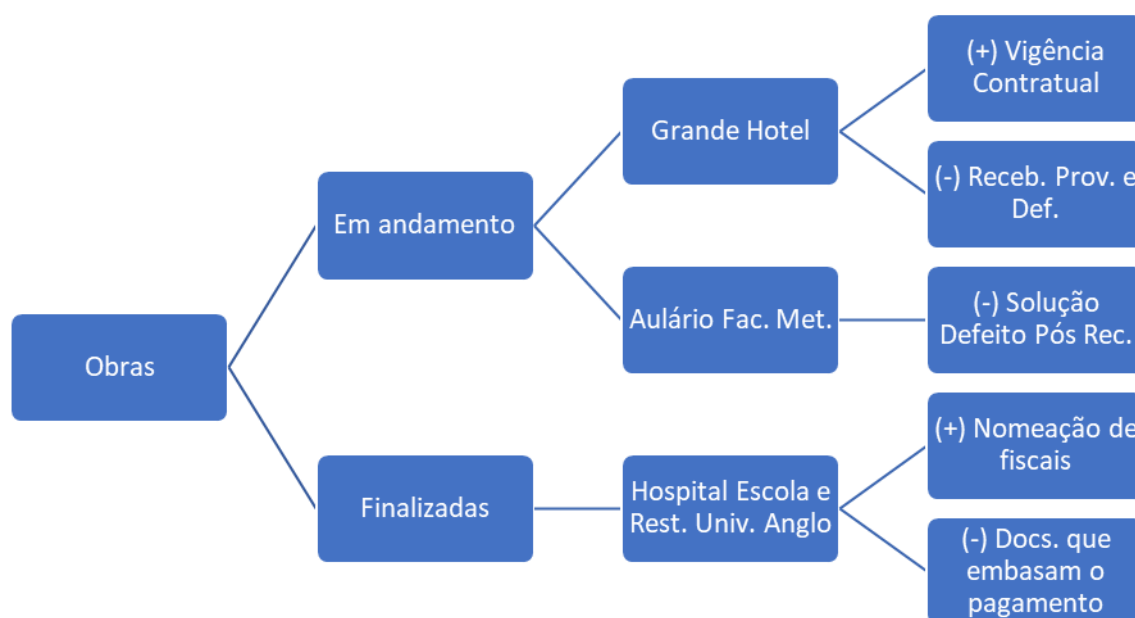 Obras
Em andamento
Finalizadas
Grande Hotel
Aulário Fac. Met.
Hospital Escola e
Rest. Univ. Anglo
(+) Vigência
Contratual
(-) Receb. Prov. e
Def.
(-) Solução
Defeito Pós Rec.
(+) Nomeação de
fiscais
(-) Docs. que
embasam o
pagamento